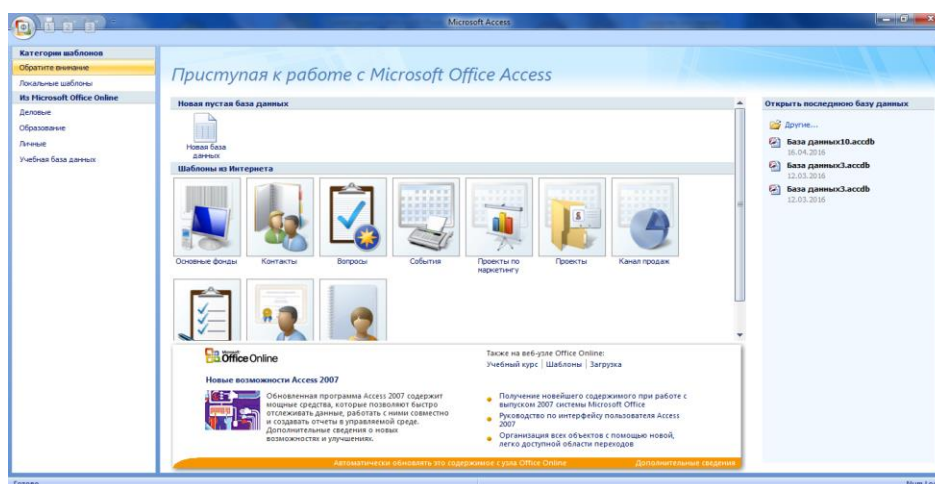 Microsoft Access
Категории шаблонов
Обратите внимание
Локальные шаблоны
Из Microsoft Office Online
Деловые
Образование
Личные
Учебная база данных
Приступая к работе с Microsoft Office Access
Новая пустая база данных
Новая база
данных
Шаблоны из Интернета
Основные фонды
Контакты
Вопросы
События
Проекты по
маркетингу
Проекты
Канал продаж
Microsoft
Office Online
Новые возможности Access 2007
Обновленная программа Access 2007 содержит
мощные средства, которые позволяют быстро
отслеживать данные, работать с ними совместно
и создавать отчеты в управляемой среде.
Дополнительные сведения о новых
возможностях и улучшениях.
Также на веб-узле Office Online:
Учебный курс | Шаблоны | Загрузка
Получение новейшего содержимого при работе с
выпуском 2007 системы Microsoft Office
Руководство по интерфейсу пользователя Access
2007
Организация всех объектов с помощью новой,
легко доступной области переходов
Автоматически обновлять это содержимое с узла Office Online
Дополнительные сведения
Открыть последнюю базу данных
Другие...
База данных10.accdb
16.04.2016
База данных3.accdb
12.03.2016
База данных3.accdb
12.03.2016
Готово